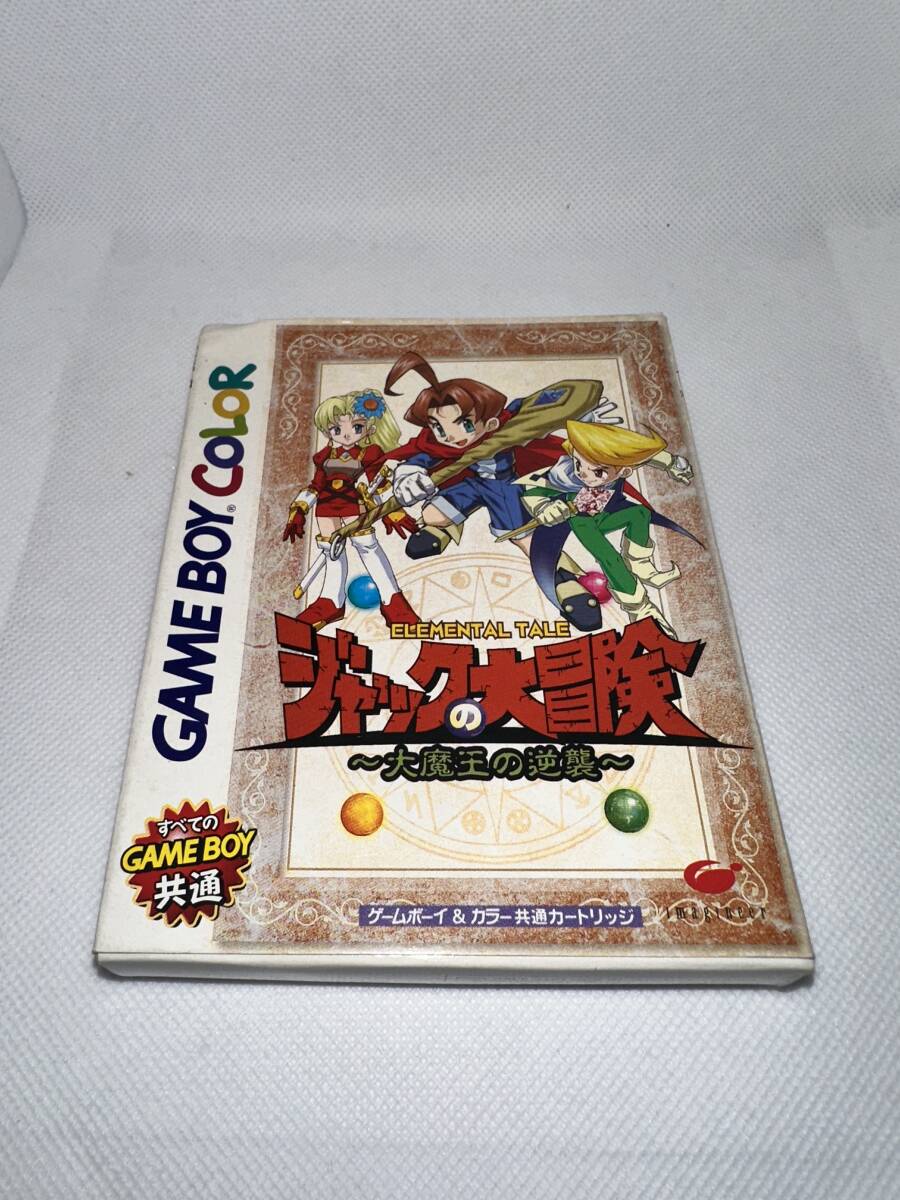 GAME BOY COLOR
ELEMENTAL TALE
ジャックの大冒険
～大魔王の逆襲～
すべての
GAME BOY
共通
ゲームボーイ & カラー共通カートリッジ
imagineer